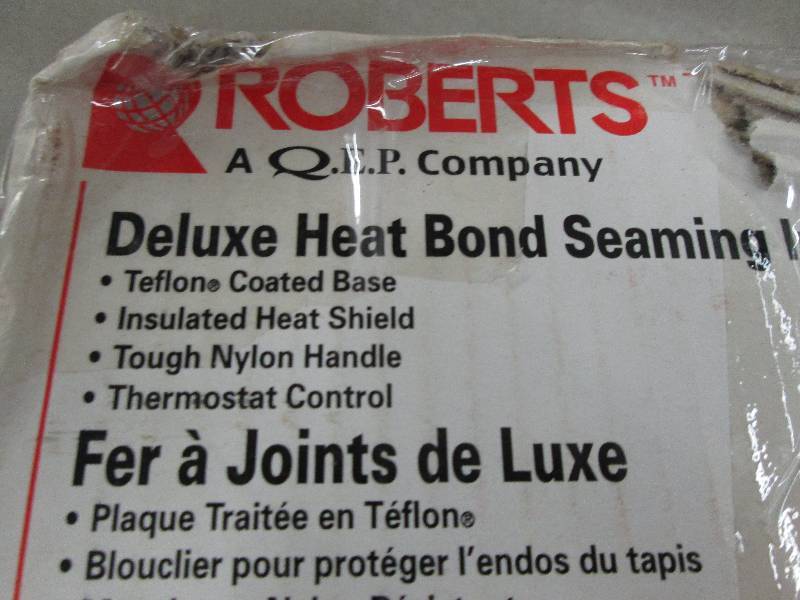 ROBERTS™
A Q.E.P. Company
Deluxe Heat Bond Seaming
• Teflon® Coated Base
• Insulated Heat Shield
• Tough Nylon Handle
• Thermostat Control
Fer à Joints de Luxe
• Plaque Traitée en Téflon®
• Blouclier pour protéger l'endos du tapis